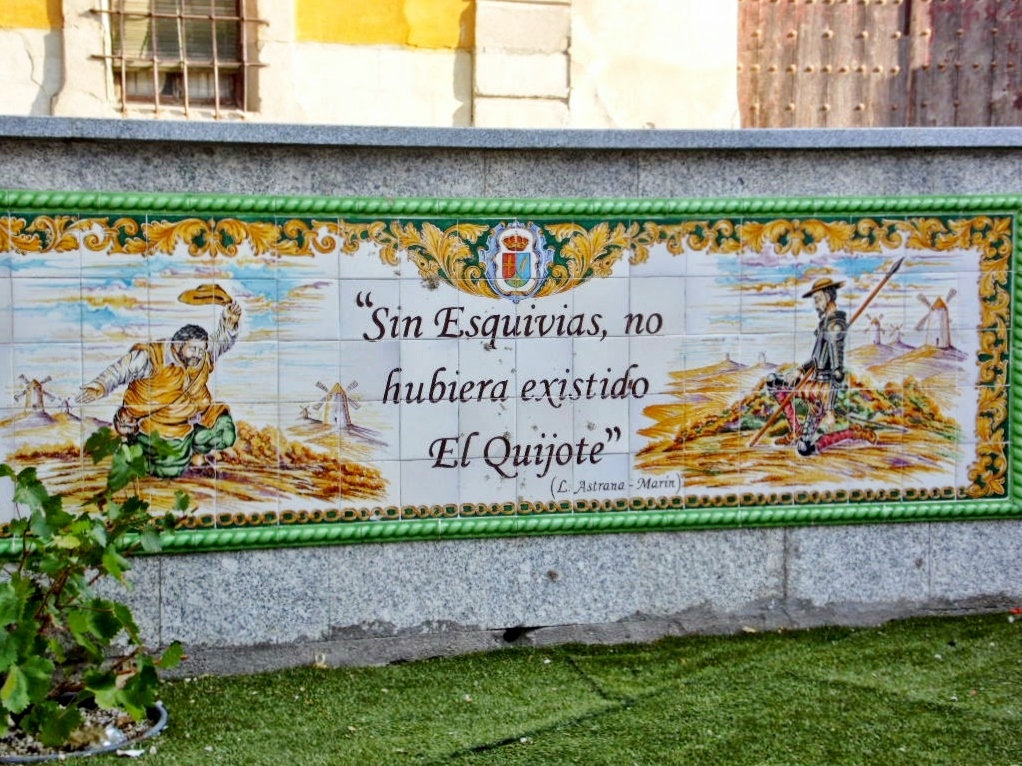 “Sin Esquivias, no
hubiera existido
El Quijote”
(L. Astrana - Marín)